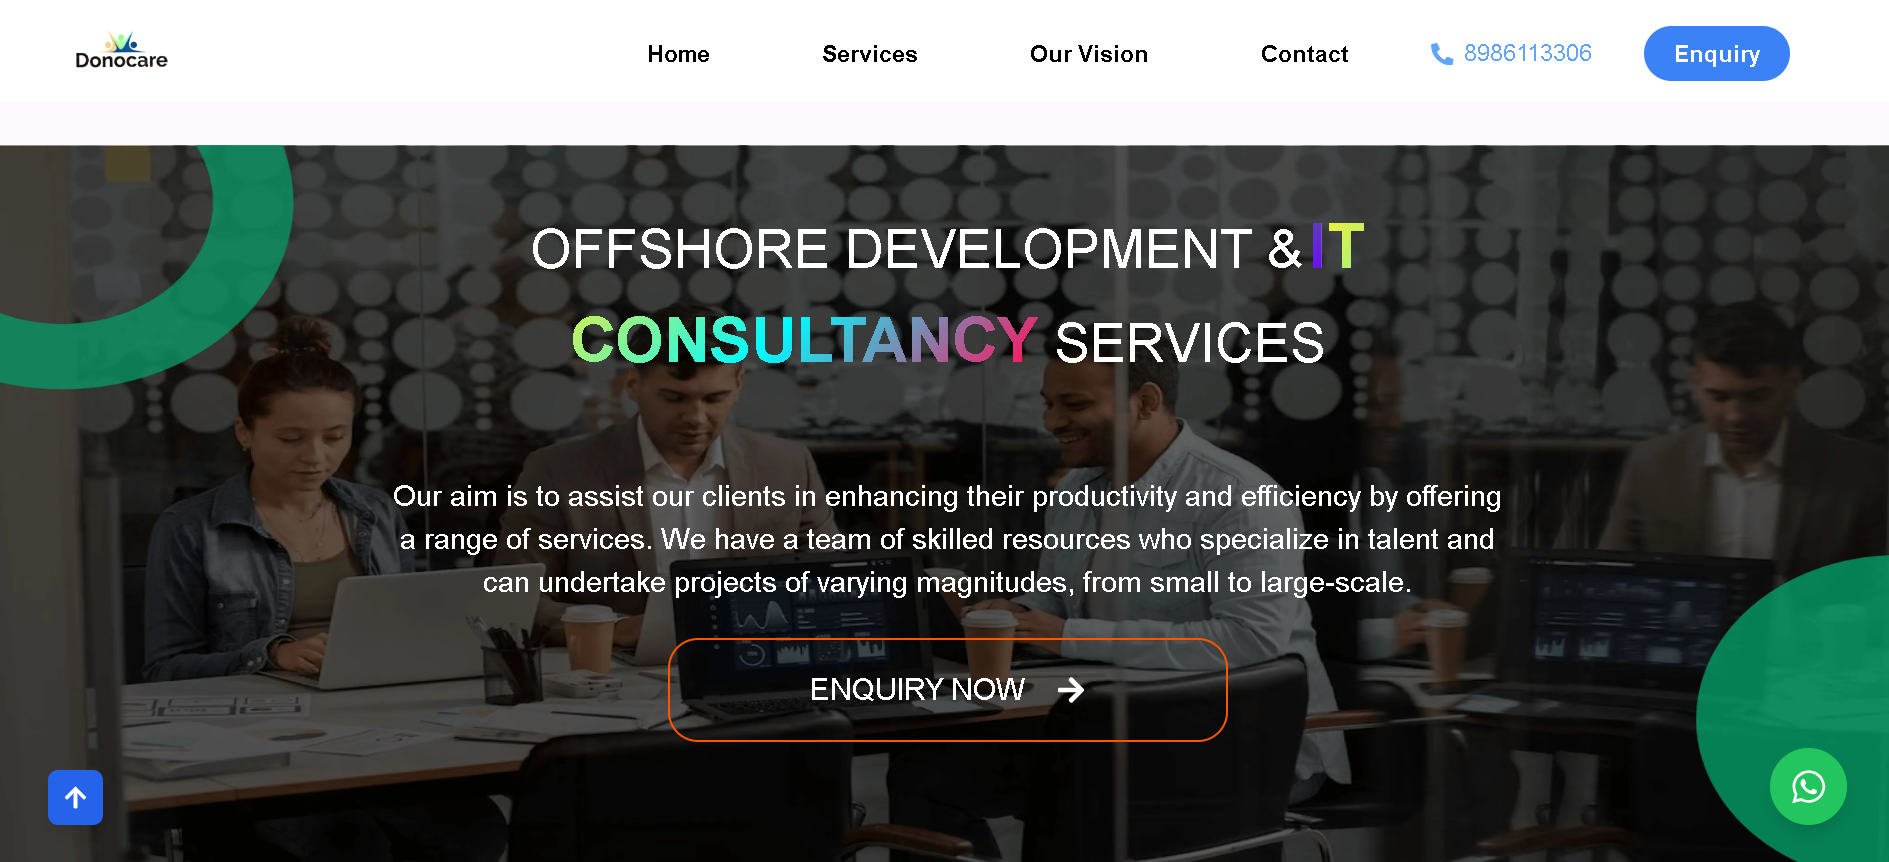 Donocare
Home
Services
Our Vision
Contact
8986113306
Enquiry
OFFSHORE DEVELOPMENT & IT
CONSULTANCY SERVICES
Our aim is to assist our clients in enhancing their productivity and efficiency by offering
a range of services. We have a team of skilled resources who specialize in talent and
can undertake projects of varying magnitudes, from small to large-scale.
ENQUIRY NOW